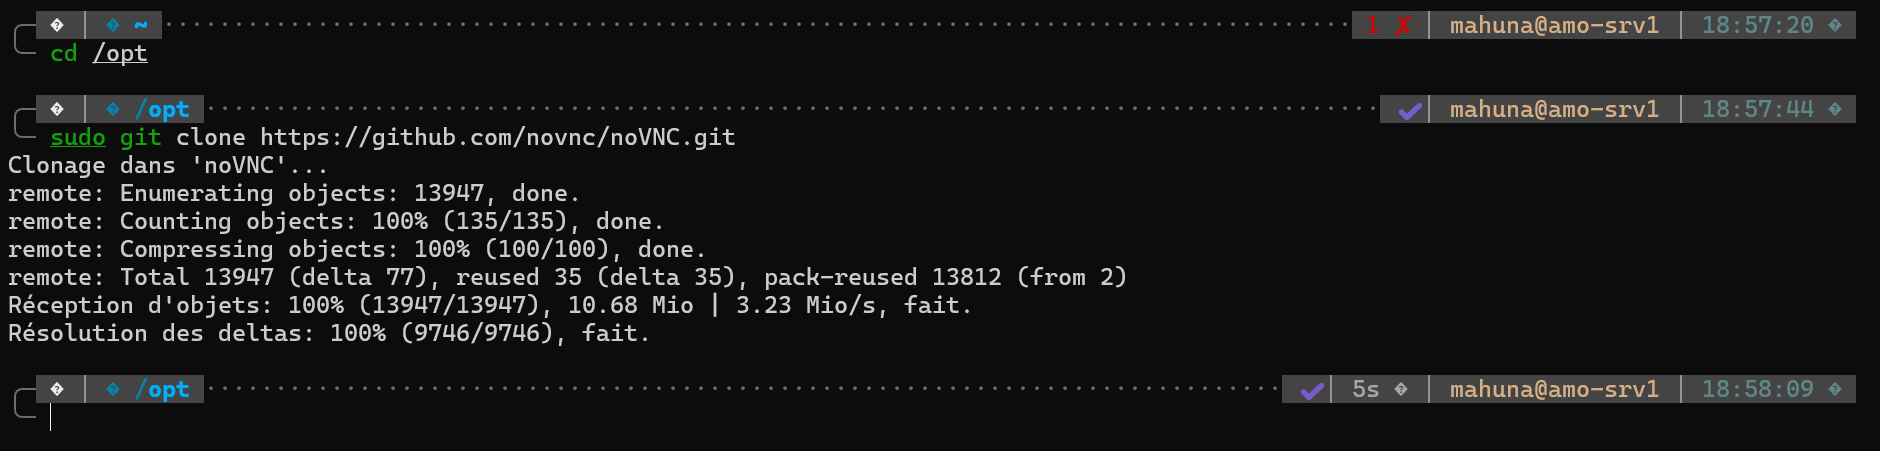 ~ 1 ✘ mahuna@amo-srv1 18:57:20
cd /opt
/opt ✔ mahuna@amo-srv1 18:57:44
sudo git clone https://github.com/novnc/noVNC.git
Clonage dans 'noVNC'...
remote: Enumerating objects: 13947, done.
remote: Counting objects: 100% (135/135), done.
remote: Compressing objects: 100% (100/100), done.
remote: Total 13947 (delta 77), reused 35 (delta 35), pack-reused 13812 (from 2)
Réception d'objets: 100% (13947/13947), 10.68 Mio | 3.23 Mio/s, fait.
Résolution des deltas: 100% (9746/9746), fait.
/opt ✔ 5s mahuna@amo-srv1 18:58:09